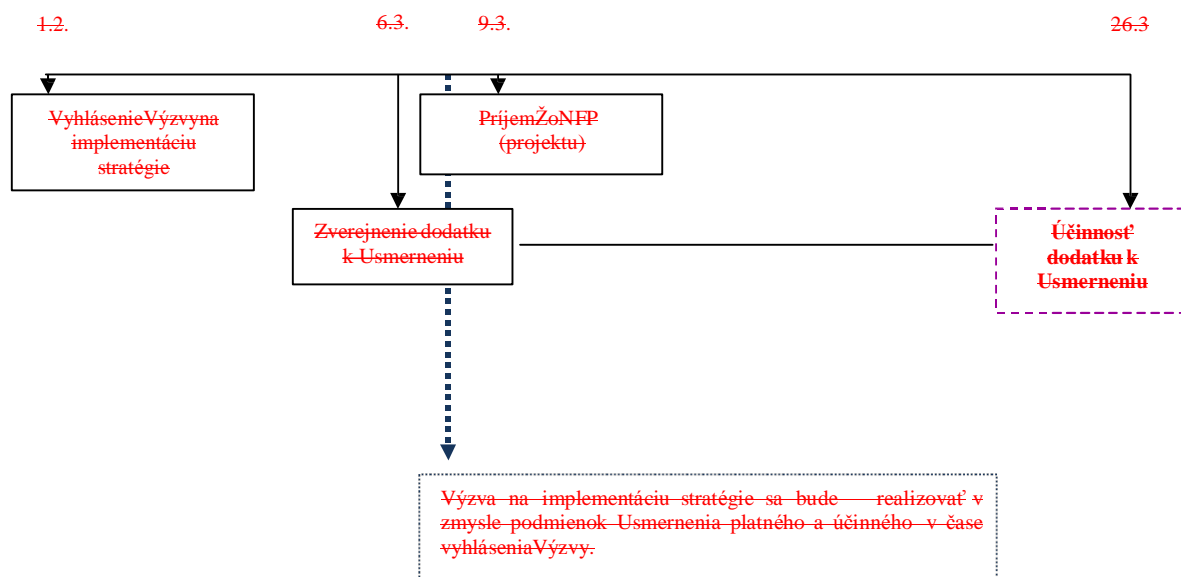 1.2.
6.3.
9.3.
26.3
VyhlásenieVýzvyna
implementáciu
stratégie
PríjemŽoNFP
(projektu)
Zverejnenie dodatku
k Usmerneniu
Účinnosť
dodatku k
Usmerneniu
Výzva na implementáciu stratégie sa bude realizovať v
zmysle podmienok Usmernenia platného a účinného v čase
vyhláseniaVýzvy.